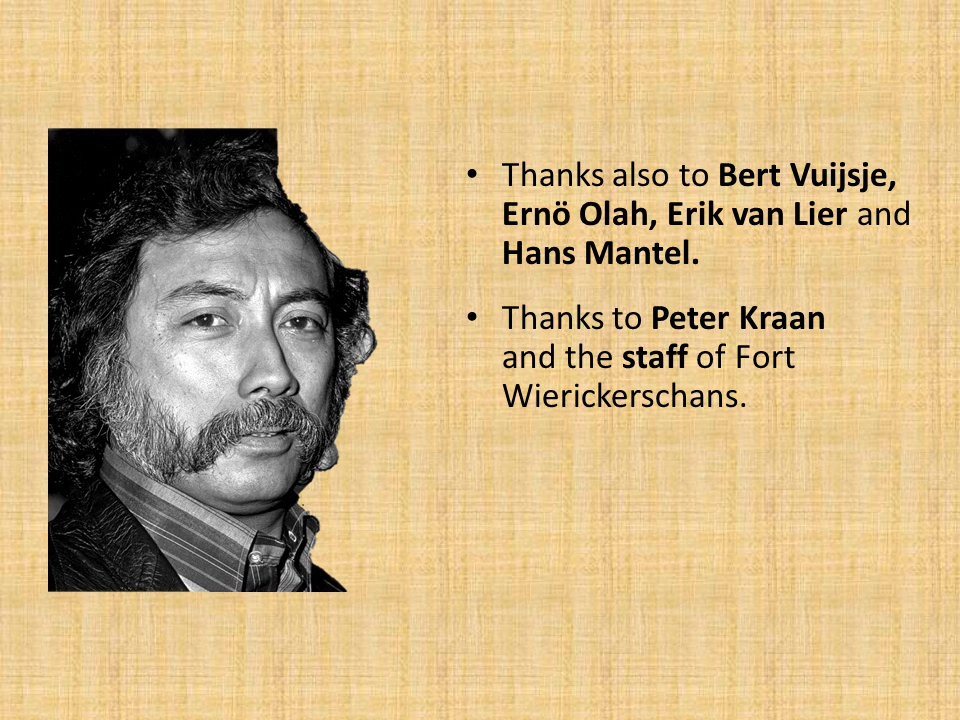 • Thanks also to Bert Vuijsje,
Ernö Olah, Erik van Lier and
Hans Mantel.
• Thanks to Peter Kraan
and the staff of Fort
Wierickerschans.